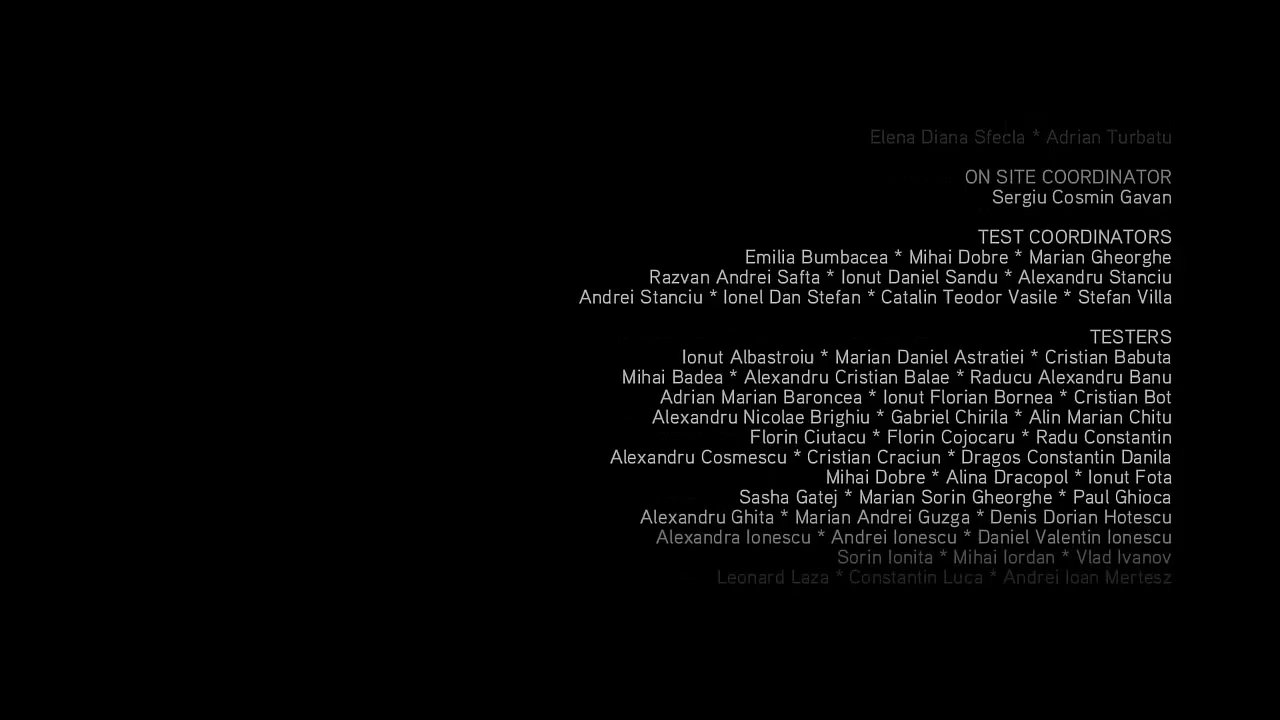 Elena Diana Sfecla * Adrian Turbatu
ON SITE COORDINATOR
Sergiu Cosmin Gavan
TEST COORDINATORS
Emilia Bumbacea * Mihai Dobre * Marian Gheorghe
Razvan Andrei Safta * Ionut Daniel Sandu * Alexandru Stanciu
Andrei Stanciu * Ionel Dan Stefan * Catalin Teodor Vasile * Stefan Villa
TESTERS
Ionut Albastroiu * Marian Daniel Astratiei * Cristian Babuta
Mihai Badea * Alexandru Cristian Balae * Raducu Alexandru Banu
Adrian Marian Baroncea * Ionut Florian Bornea * Cristian Bot
Alexandru Nicolae Brighiu * Gabriel Chirila * Alin Marian Chitu
Florin Ciutacu * Florin Cojocaru * Radu Constantin
Alexandru Cosmescu * Cristian Craciun * Dragos Constantin Danila
Mihai Dobre * Alina Dracopol * Ionut Fota
Sasha Gatej * Marian Sorin Gheorghe * Paul Ghioca
Alexandru Ghita * Marian Andrei Guzga * Denis Dorian Hotescu
Alexandra Ionescu * Andrei Ionescu * Daniel Valentin Ionescu
Sorin Ionita * Mihai Iordan * Vlad Ivanov
Leonard Laza * Constantin Luca * Andrei Ioan Mertesz